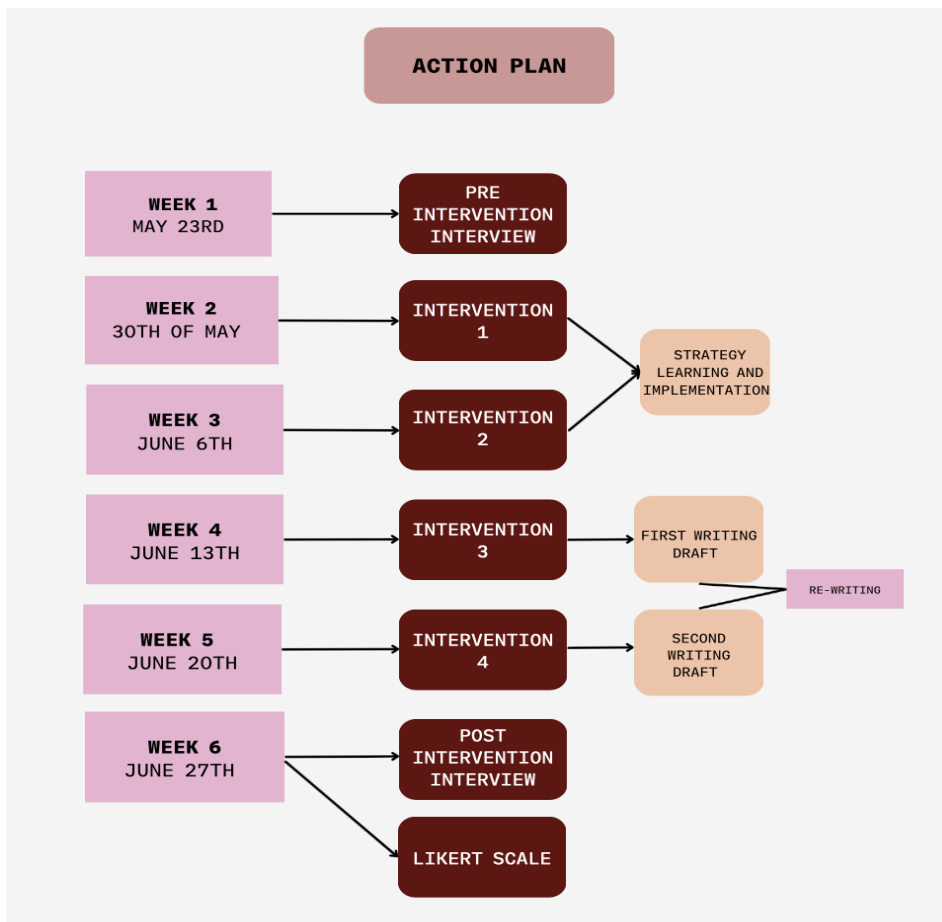 ACTION PLAN
WEEK 1
MAY 23RD
PRE
INTERVENTION
INTERVIEW
WEEK 2
30TH OF MAY
INTERVENTION
1
STRATEGY
LEARNING AND
IMPLEMENTATION
WEEK 3
JUNE 6TH
INTERVENTION
2
WEEK 4
JUNE 13TH
INTERVENTION
3
FIRST WRITING
DRAFT
RE-WRITING
WEEK 5
JUNE 20TH
INTERVENTION
4
SECOND
WRITING
DRAFT
WEEK 6
JUNE 27TH
POST
INTERVENTION
INTERVIEW
LIKERT SCALE